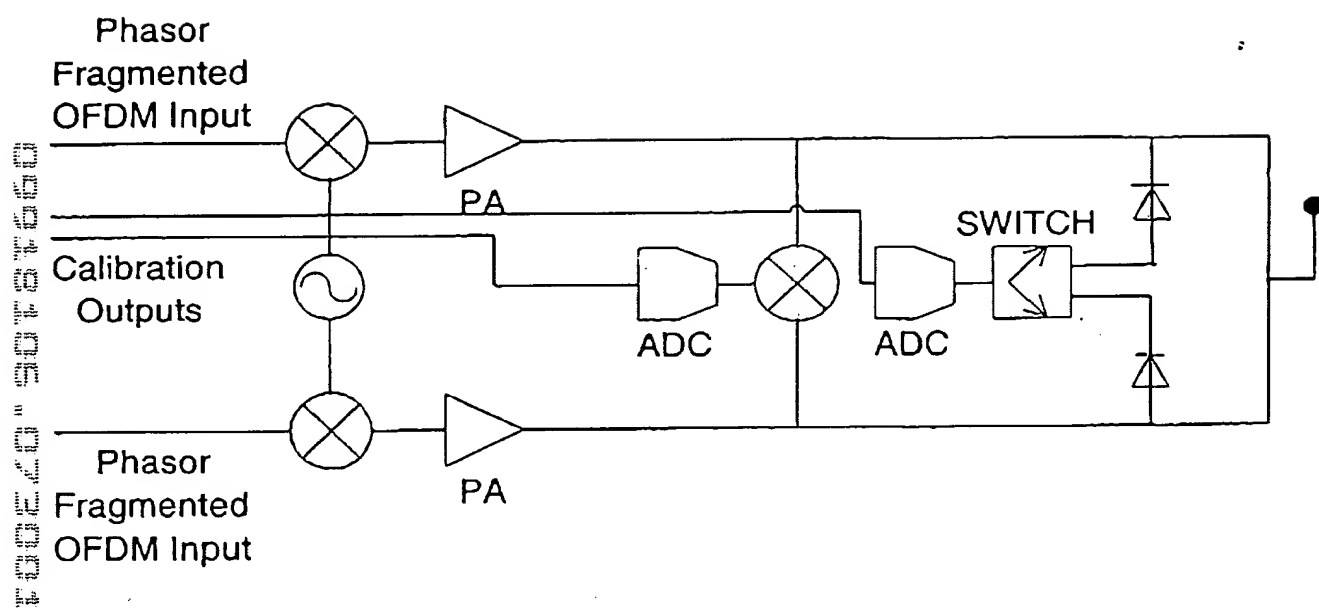 Phasor
Fragmented
OFDM Input
PA
SWITCH
Calibration
Outputs
ADC
ADC
Phasor
Fragmented
OFDM Input
PA